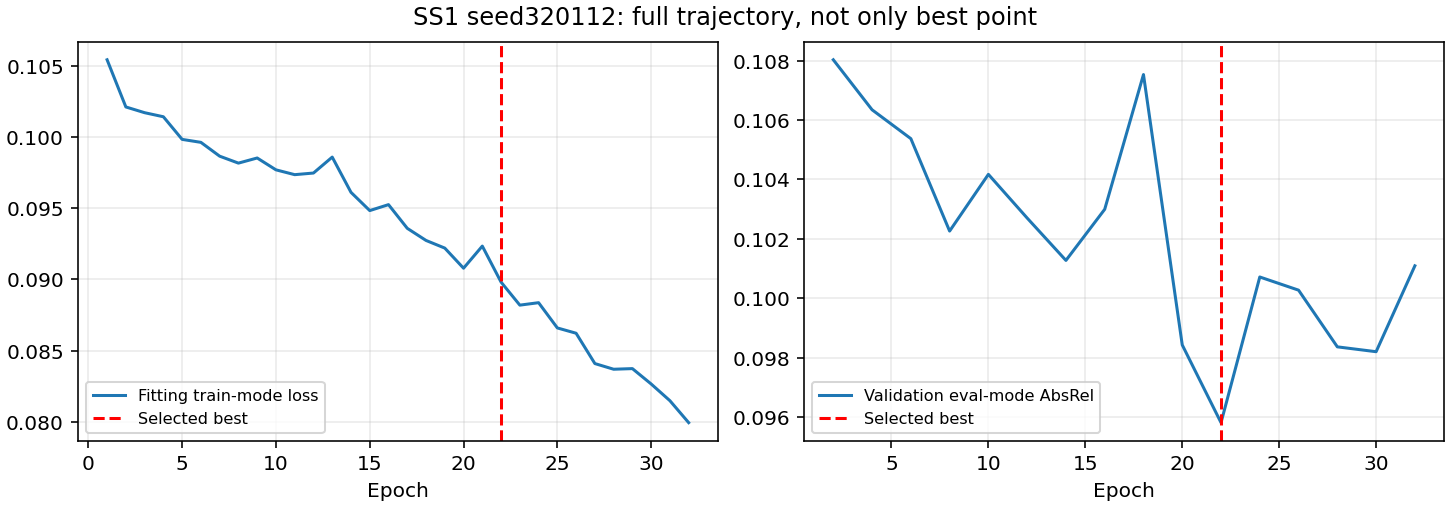 SS1 seed320112: full trajectory, not only best point
0.105
0.100
0.095
0.090
0.085
0.080
Fitting train-mode loss
Selected best
0 5 10 15 20 25 30
Epoch
0.108
0.106
0.104
0.102
0.100
0.098
0.096
Validation eval-mode AbsRel
Selected best
5 10 15 20 25 30
Epoch